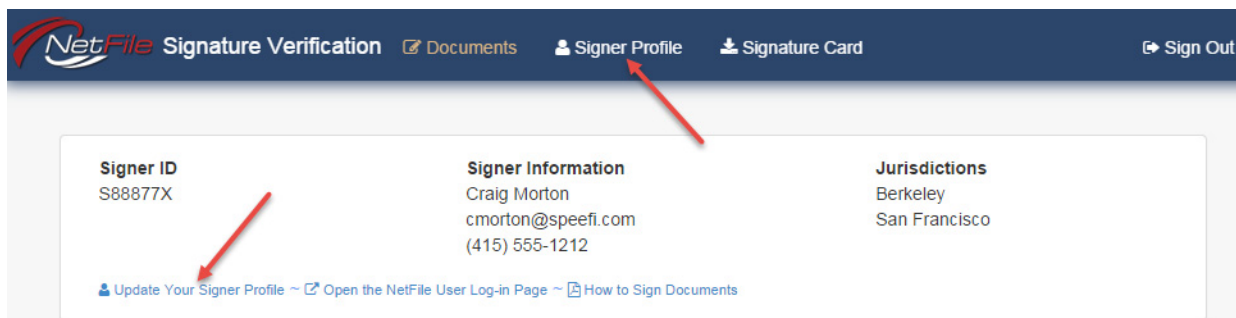 NetFile Signature Verification Documents Signer Profile Signature Card Sign Out
Signer ID Signer Information Jurisdictions
S88877X Craig Morton Berkeley
cmorton@speefi.com San Francisco
(415) 555-1212
Update Your Signer Profile ~ Open the NetFile User Log-in Page ~ How to Sign Documents